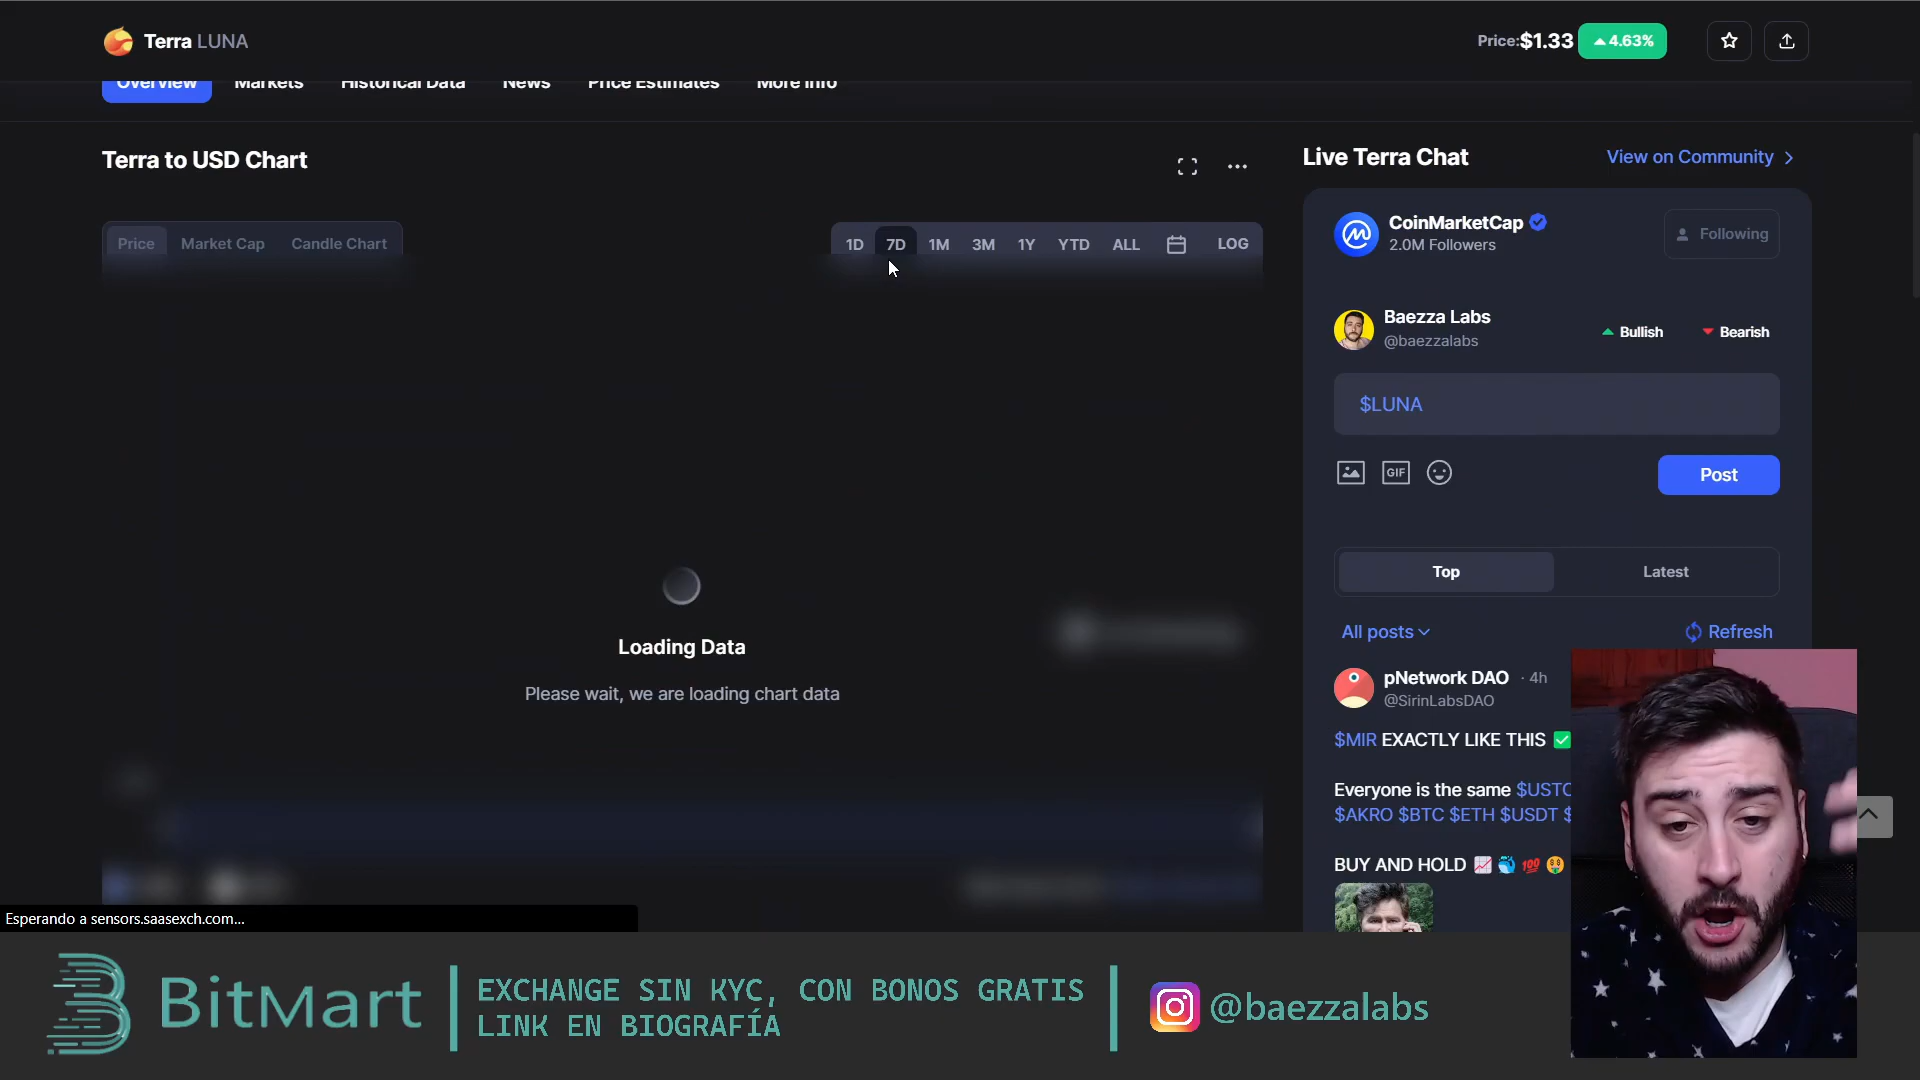 Terra LUNA
Price:$1.33 4.63%
Overview Markets Historical Data News Price Estimates More Info
Terra to USD Chart
Price Market Cap Candle Chart
1D 7D 1M 3M 1Y YTD ALL LOG
Loading Data
Please wait, we are loading chart data
Esperando a sensors.saasexch.com...
Live Terra Chat
View on Community
CoinMarketCap
2.0M Followers
Following
Baezza Labs
@baezzalabs
Bullish Bearish
$LUNA
GIF
Post
Top Latest
All posts Refresh
pNetwork DAO · 4h
@SirinLabsDAO
$MIR EXACTLY LIKE THIS ✅
Everyone is the same $USTC
$AKRO $BTC $ETH $USDT $
BUY AND HOLD 📈 🐳 💯 🤑
BitMart
EXCHANGE SIN KYC, CON BONOS GRATIS
LINK EN BIOGRAFÍA
@baezzalabs